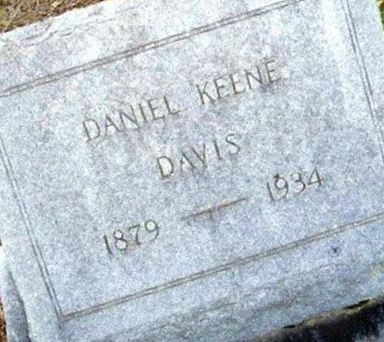 DANIEL KEENE
DAVIS
1879 — 1934